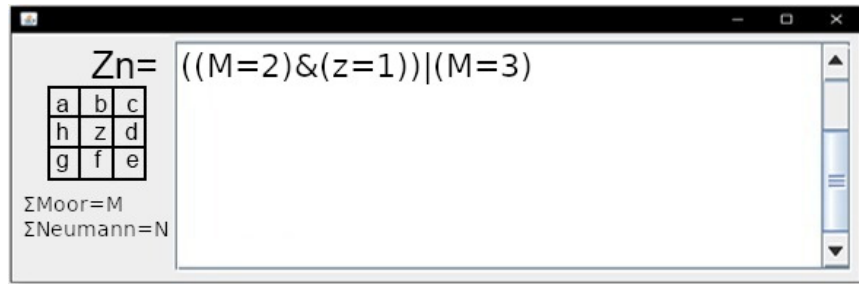 Zn= ((M=2)&(z=1))|(M=3)
a b c
h z d
g f e
ΣMoor=M
ΣNeumann=N